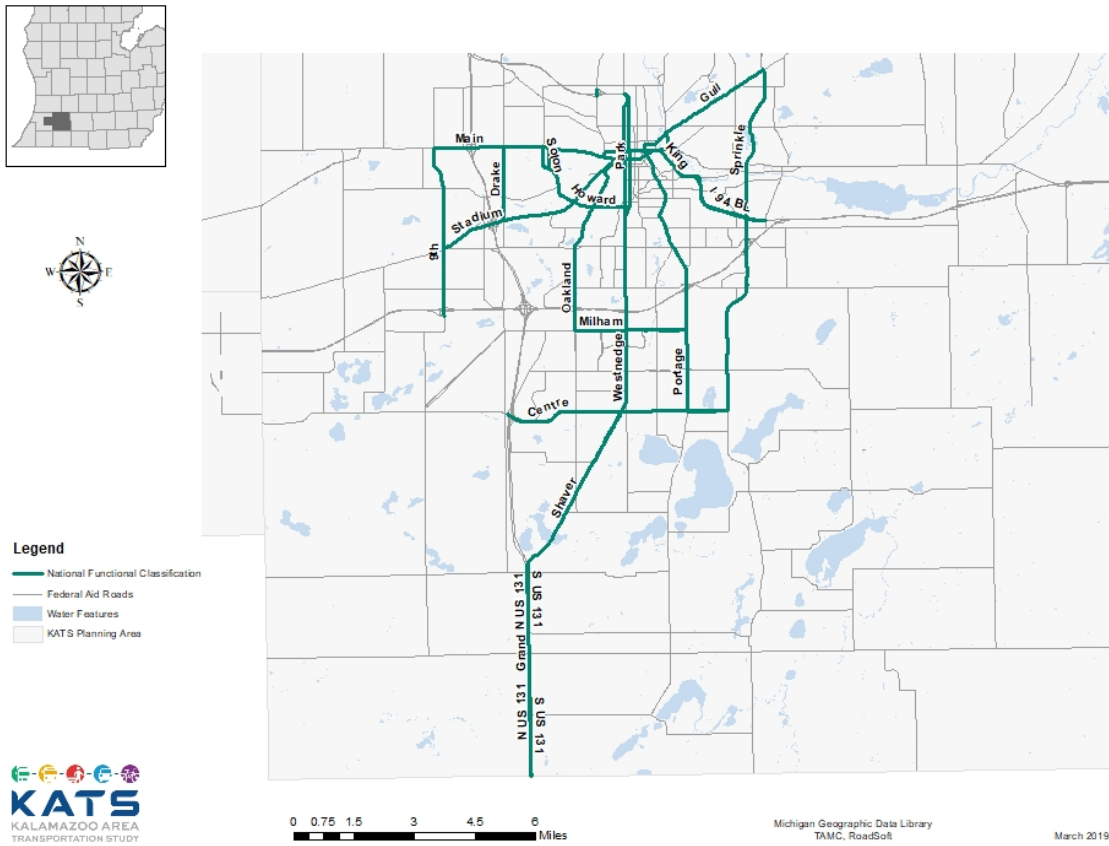 Main
Drake
Solon
Howard
Park
King
Gull
Sprinkle
I-94 BL
Stadium
9th
N
W
E
S
Oakland
Milham
Westnedge
Portage
Centre
Shaver
Legend
National Functional Classification
Federal Aid Roads
Water Features
KATS Planning Area
N US 131
S US 131
Grand
N US 131
S US 131
KATS
KALAMAZOO AREA
TRANSPORTATION STUDY
0 0.75 1.5 3 4.5 6
Miles
Michigan Geographic Data Library
TAMC, RoadSoft
March 2019